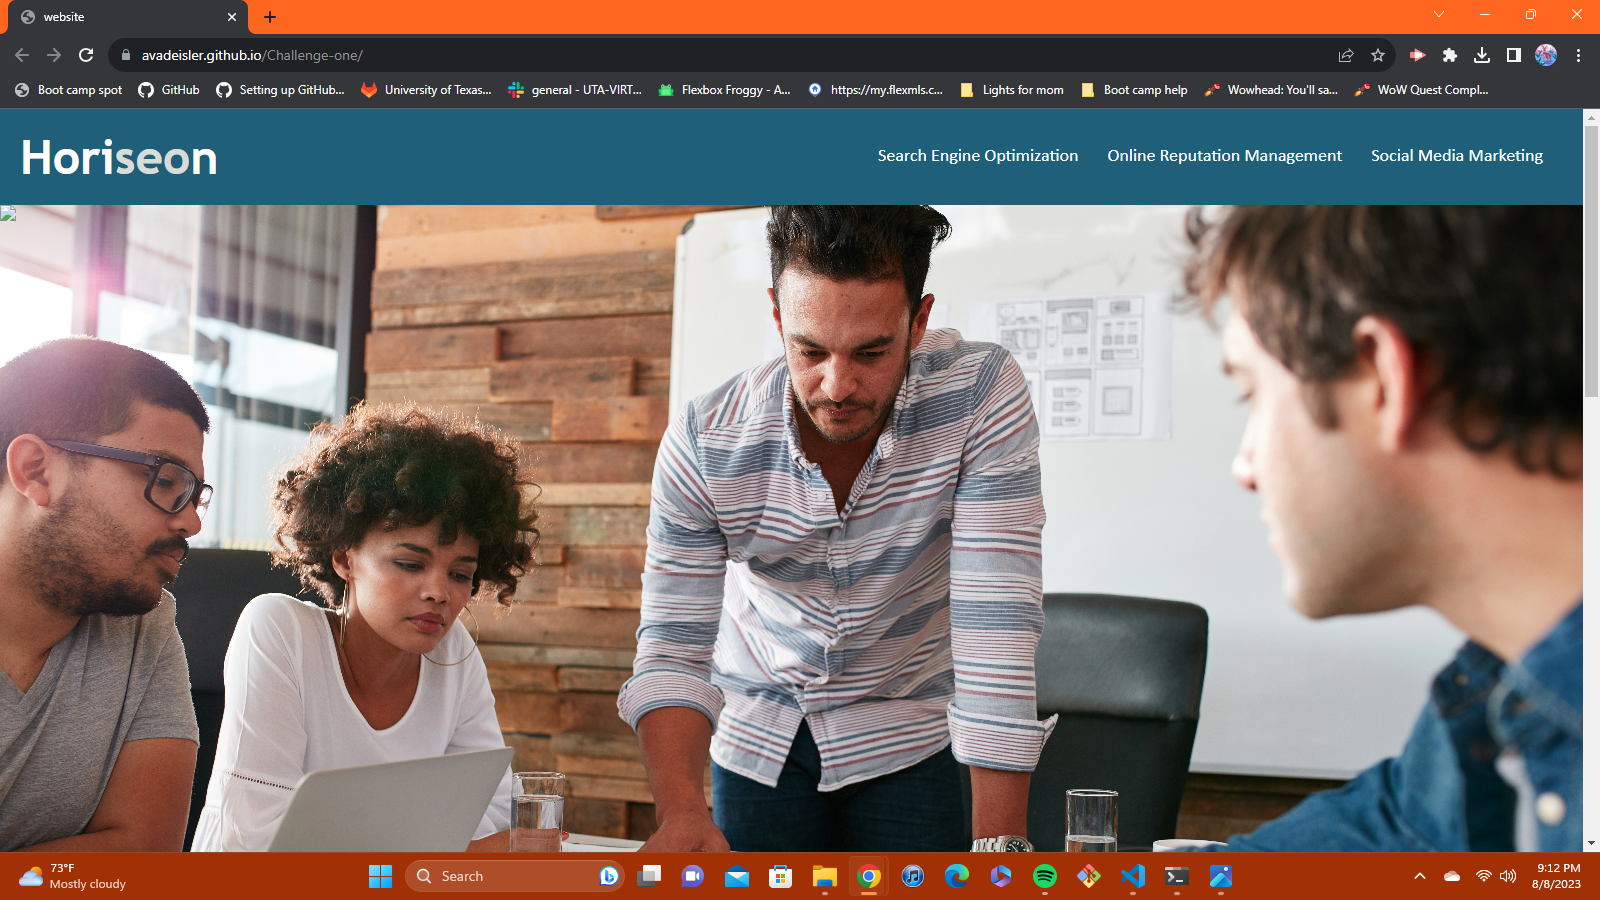 website
avadeisler.github.io/Challenge-one/
Boot camp spot
GitHub
Setting up GitHub...
University of Texas...
general - UTA-VIRT...
Flexbox Froggy - A...
https://my.flexmls.c...
Lights for mom
Boot camp help
Wowhead: You'll sa...
WoW Quest Compl...
Horiseon
Search Engine Optimization
Online Reputation Management
Social Media Marketing
73°F
Mostly cloudy
Search
9:12 PM
8/8/2023